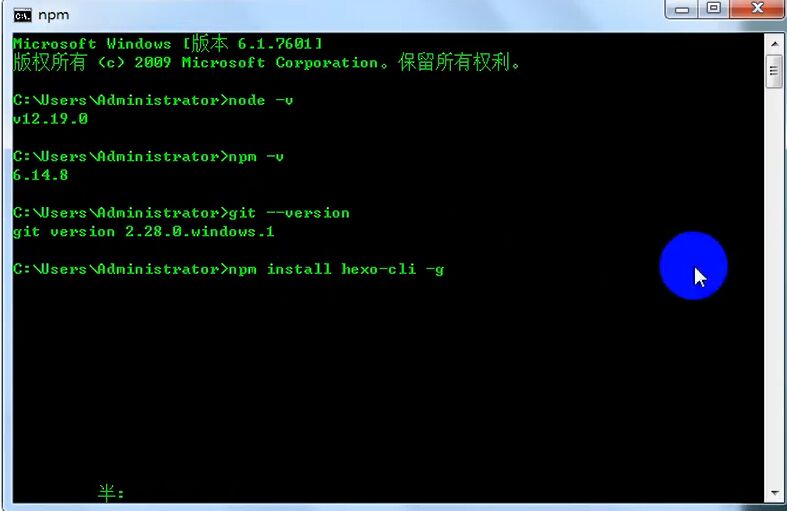 npm
Microsoft Windows [版本 6.1.7601]
版权所有 (c) 2009 Microsoft Corporation。保留所有权利。
C:\Users\Administrator>node -v
v12.19.0
C:\Users\Administrator>npm -v
6.14.8
C:\Users\Administrator>git --version
git version 2.28.0.windows.1
C:\Users\Administrator>npm install hexo-cli -g
半: